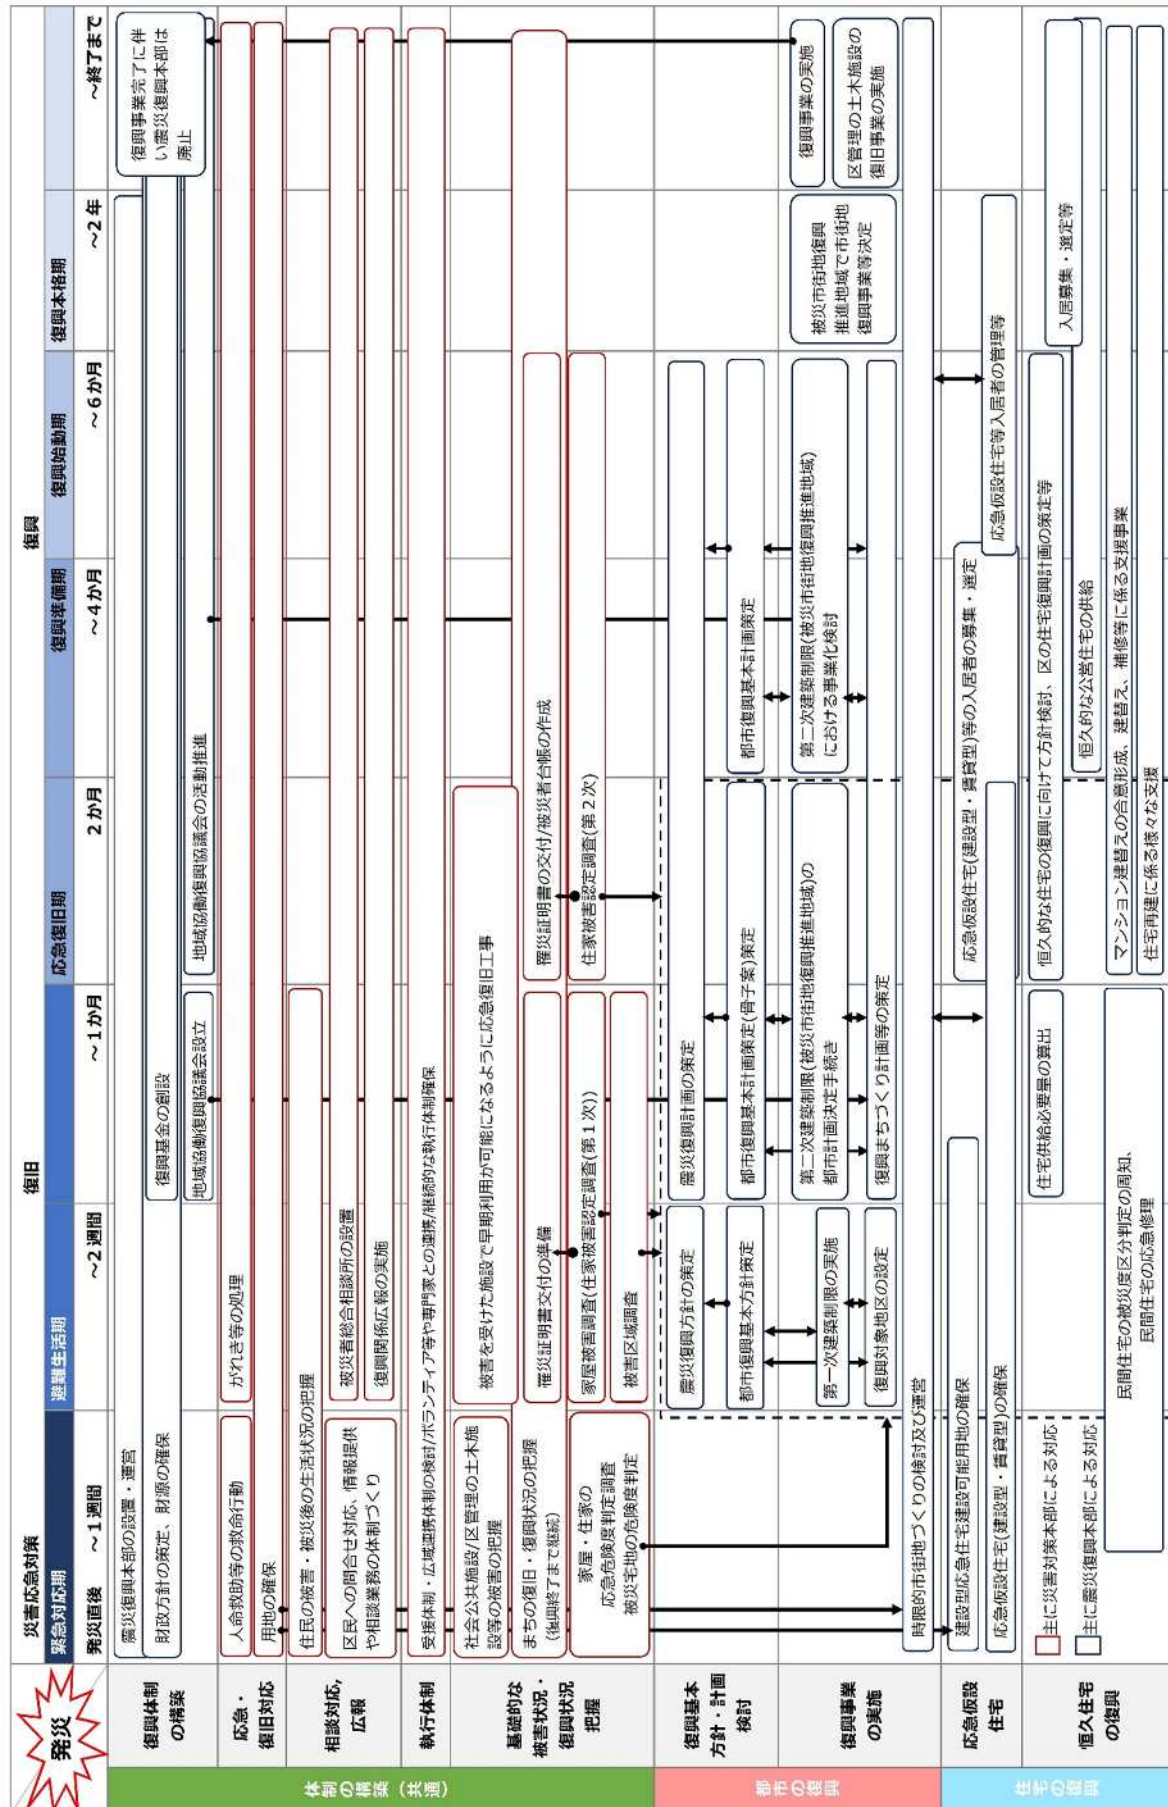 発災
災害応急対策
復旧
復興
緊急対応期
避難生活期
応急復旧期
復興準備期
復興始動期
復興本格期
発災直後
～1週間
～2週間
～1か月
2か月
～4か月
～6か月
～2年
～終了まで
体制の構築（共通）
復興体制
の構築
震災復興本部の設置・運営
財政方針の策定、財源の確保
復興基金の創設
地域協働復興協議会設立
地域協働復興協議会の活動推進
復興事業完了に伴
い震災復興本部は
廃止
応急・
復旧対応
人命救助等の救命行動
がれき等の処理
用地の確保
相談対応,
広報
住民の被害・被災後の生活状況の把握
区民への問合せ対応、情報提供
や相談業務の体制づくり
被災者総合相談所の設置
復興関係広報の実施
執行体制
受援体制・広域連携体制の検討/ボランティア等や専門家との連携/継続的な執行体制確保
基礎的な
被害状況・
復興状況
把握
社会公共施設/区管理の土木施
設等の被害の把握
被害を受けた施設で早期利用が可能になるように応急復旧工事
まちの復旧・復興状況の把握
（復興終了まで継続）
罹災証明書交付の準備
罹災証明書の交付/被災者台帳の作成
家屋・住家の
応急危険度判定調査
被災宅地の危険度判定
家屋被害調査(住家被害認定調査(第１次))
住家被害認定調査(第２次)
被害区域調査
都市の復興
復興基本
方針・計画
検討
震災復興方針の策定
震災復興計画の策定
都市復興基本方針策定
都市復興基本計画策定(骨子案)策定
都市復興基本計画策定
復興事業
の実施
第一次建築制限の実施
第二次建築制限(被災市街地復興推進地域)の
都市計画決定手続き
第二次建築制限(被災市街地復興推進地域)
における事業化検討
被災市街地復興
推進地域で市街地
復興事業等決定
復興事業の実施
区管理の土木施設の
復旧事業の実施
復興対象地区の設定
復興まちづくり計画等の策定
時限的市街地づくりの検討及び運営
住宅の復興
応急仮設
住宅
建設型応急住宅建設可能用地の確保
応急仮設住宅(建設型・賃貸型)等の入居者の募集・選定
応急仮設住宅(建設型・賃貸型)の確保
応急仮設住宅等入居者の管理等
恒久住宅
の復興
住宅供給必要量の算出
恒久的な住宅の復興に向けて方針検討、区の住宅復興計画の策定等
恒久的な公営住宅の供給
入居募集・選定等
民間住宅の被災度区分判定の周知、
民間住宅の応急修理
マンション建替えの合意形成、建替え、補修等に係る支援事業
住宅再建に係る様々な支援
主に災害対策本部による対応
主に震災復興本部による対応